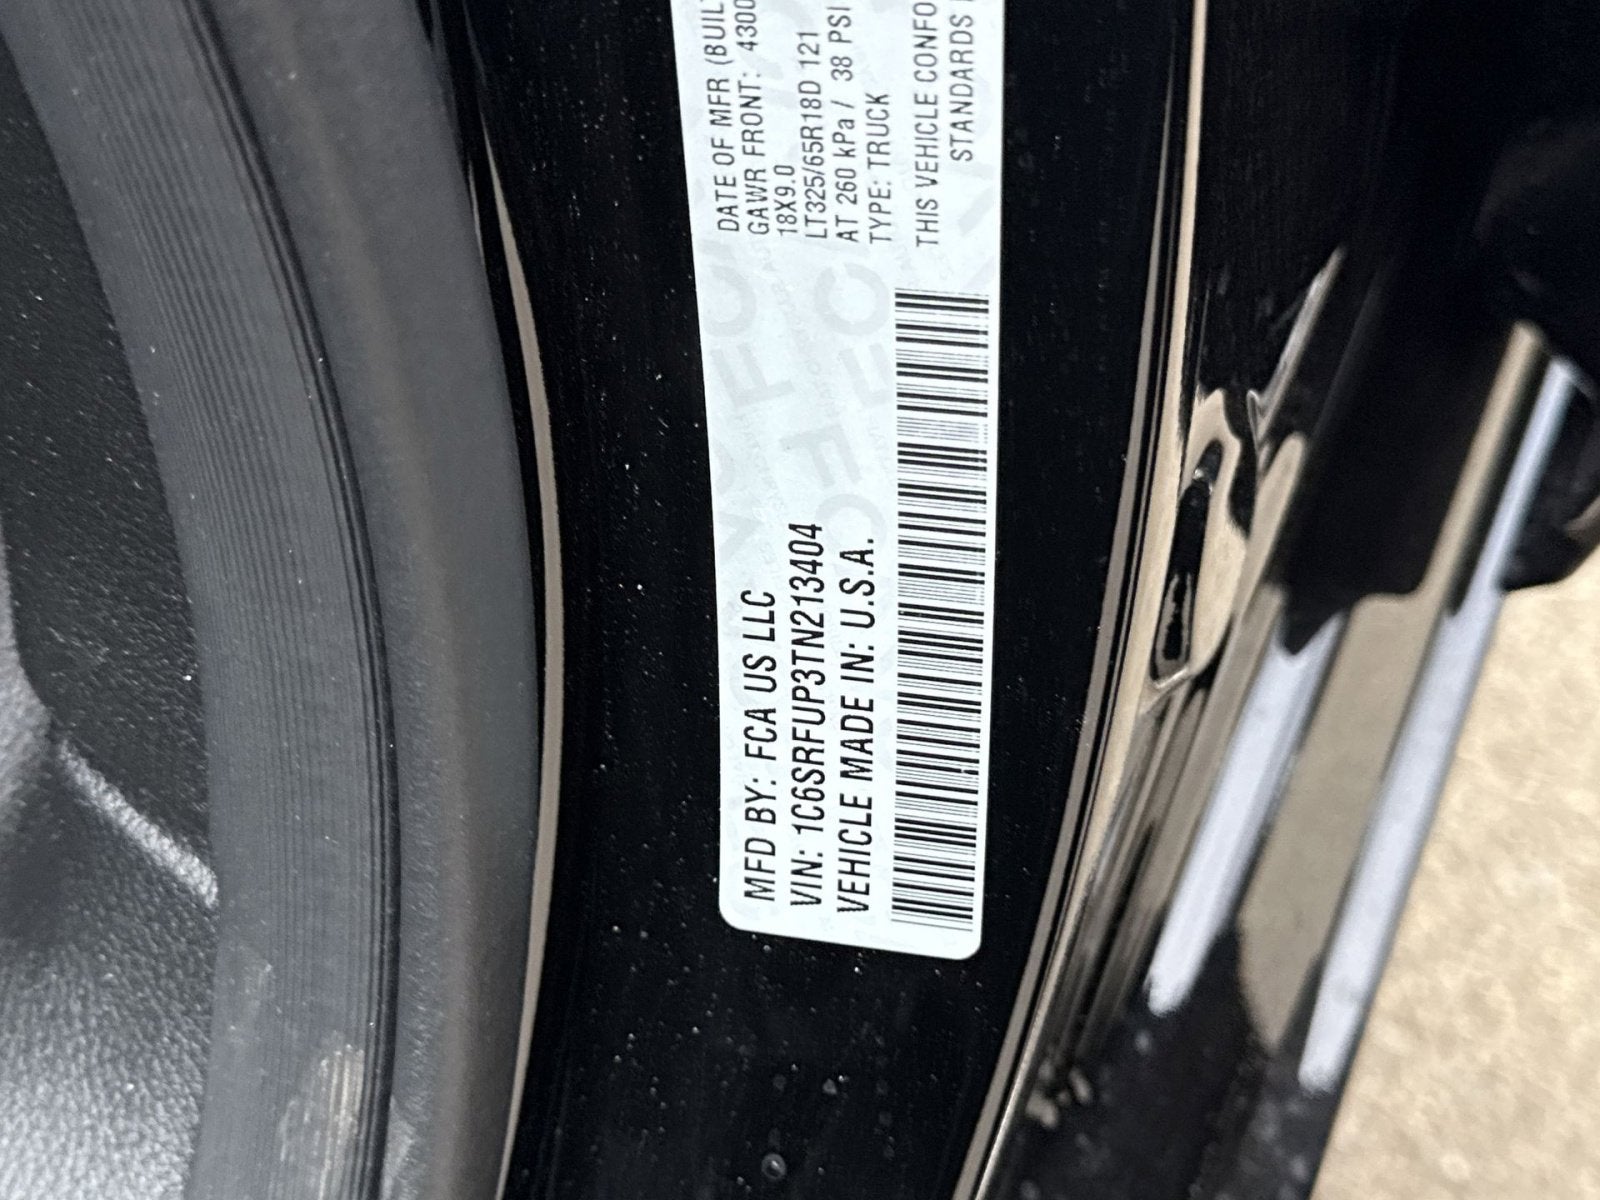 MFD BY: FCA US LLC
VIN: 1C6SRFUP3TN213404
VEHICLE MADE IN: U.S.A.
DATE OF MFR (BUIL
GAWR FRONT: 4300
18X9.0
LT325/65R18D 121
AT 260 kPa / 38 PSI
TYPE: TRUCK
THIS VEHICLE CONFO
STANDARDS